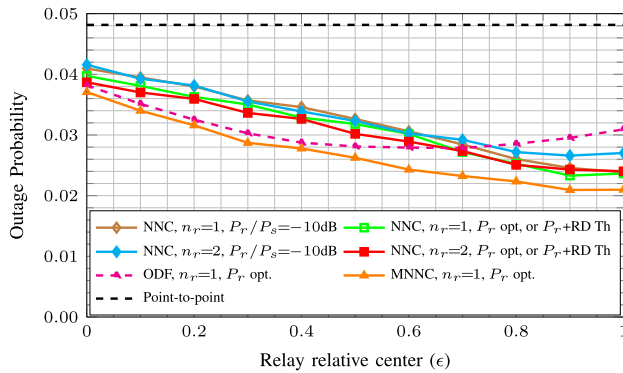 0.05
0.04
0.03
0.02
0.01
0.00
Outage Probability
NNC, n_r=1, P_r/P_s=−10dB
NNC, n_r=1, P_r opt, or P_r+RD Th
NNC, n_r=2, P_r/P_s=−10dB
NNC, n_r=2, P_r opt, or P_r+RD Th
ODF, n_r=1, P_r opt.
MNNC, n_r=1, P_r opt.
Point-to-point
0 0.2 0.4 0.6 0.8 1
Relay relative center (ϵ)